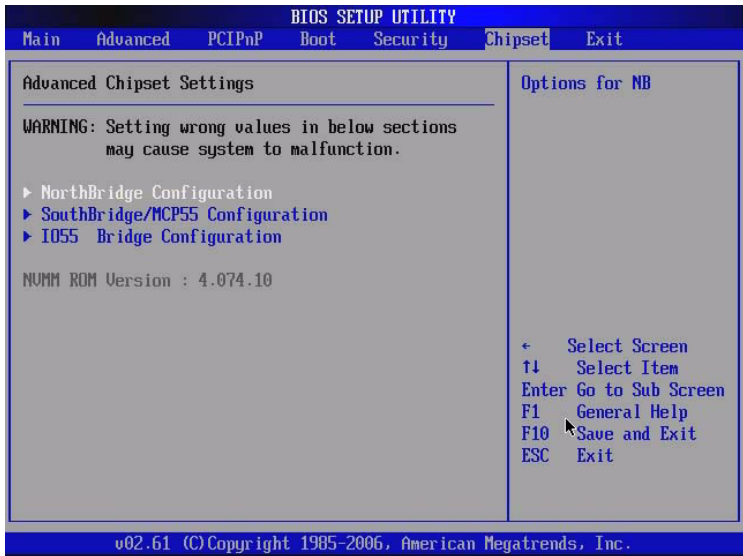 BIOS SETUP UTILITY
Main Advanced PCIPnP Boot Security Chipset Exit
Advanced Chipset Settings
WARNING: Setting wrong values in below sections
may cause system to malfunction.
▶ NorthBridge Configuration
▶ SouthBridge/MCP55 Configuration
▶ IO55 Bridge Configuration
NVMM ROM Version : 4.074.10
Options for NB
← Select Screen
↑↓ Select Item
Enter Go to Sub Screen
F1 General Help
F10 Save and Exit
ESC Exit
v02.61 (C)Copyright 1985-2006, American Megatrends, Inc.